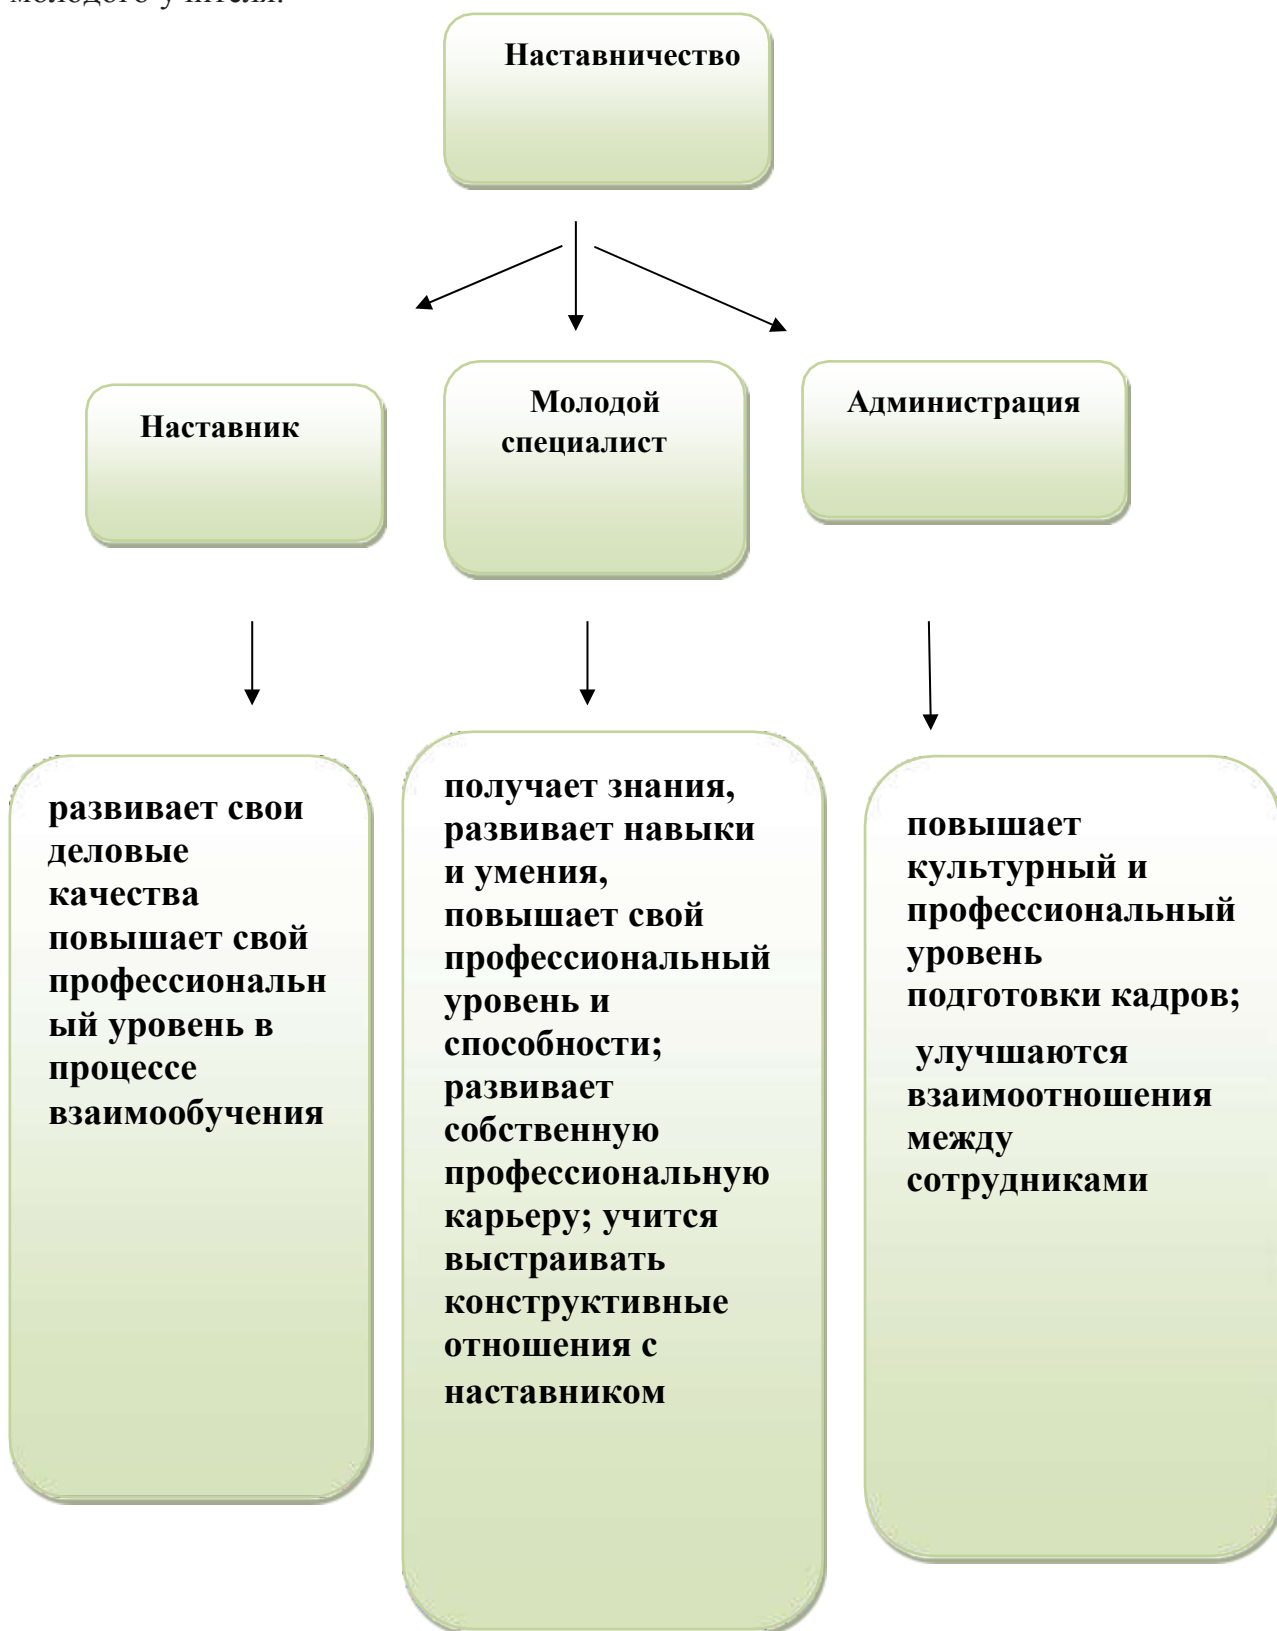 молодого учителя.
Наставничество
Наставник
Молодой
специалист
Администрация
развивает свои
деловые
качества
повышает свой
профессиональн
ый уровень в
процессе
взаимообучения
получает знания,
развивает навыки
и умения,
повышает свой
профессиональный
уровень и
способности;
развивает
собственную
профессиональную
карьеру; учится
выстраивать
конструктивные
отношения с
наставником
повышает
культурный и
профессиональный
уровень
подготовки кадров;
улучшаются
взаимоотношения
между
сотрудниками